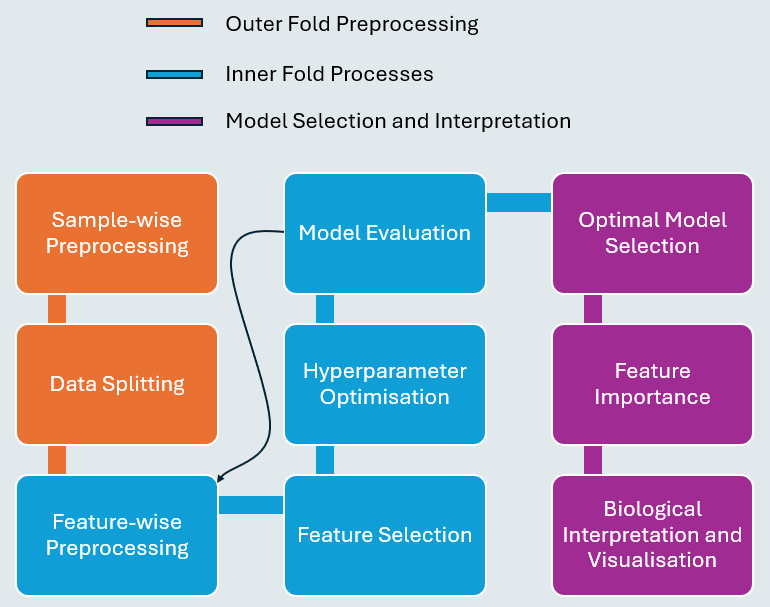 Outer Fold Preprocessing
Inner Fold Processes
Model Selection and Interpretation
Sample-wise
Preprocessing
Data Splitting
Feature-wise
Preprocessing
Model Evaluation
Hyperparameter
Optimisation
Feature Selection
Optimal Model
Selection
Feature
Importance
Biological
Interpretation and
Visualisation